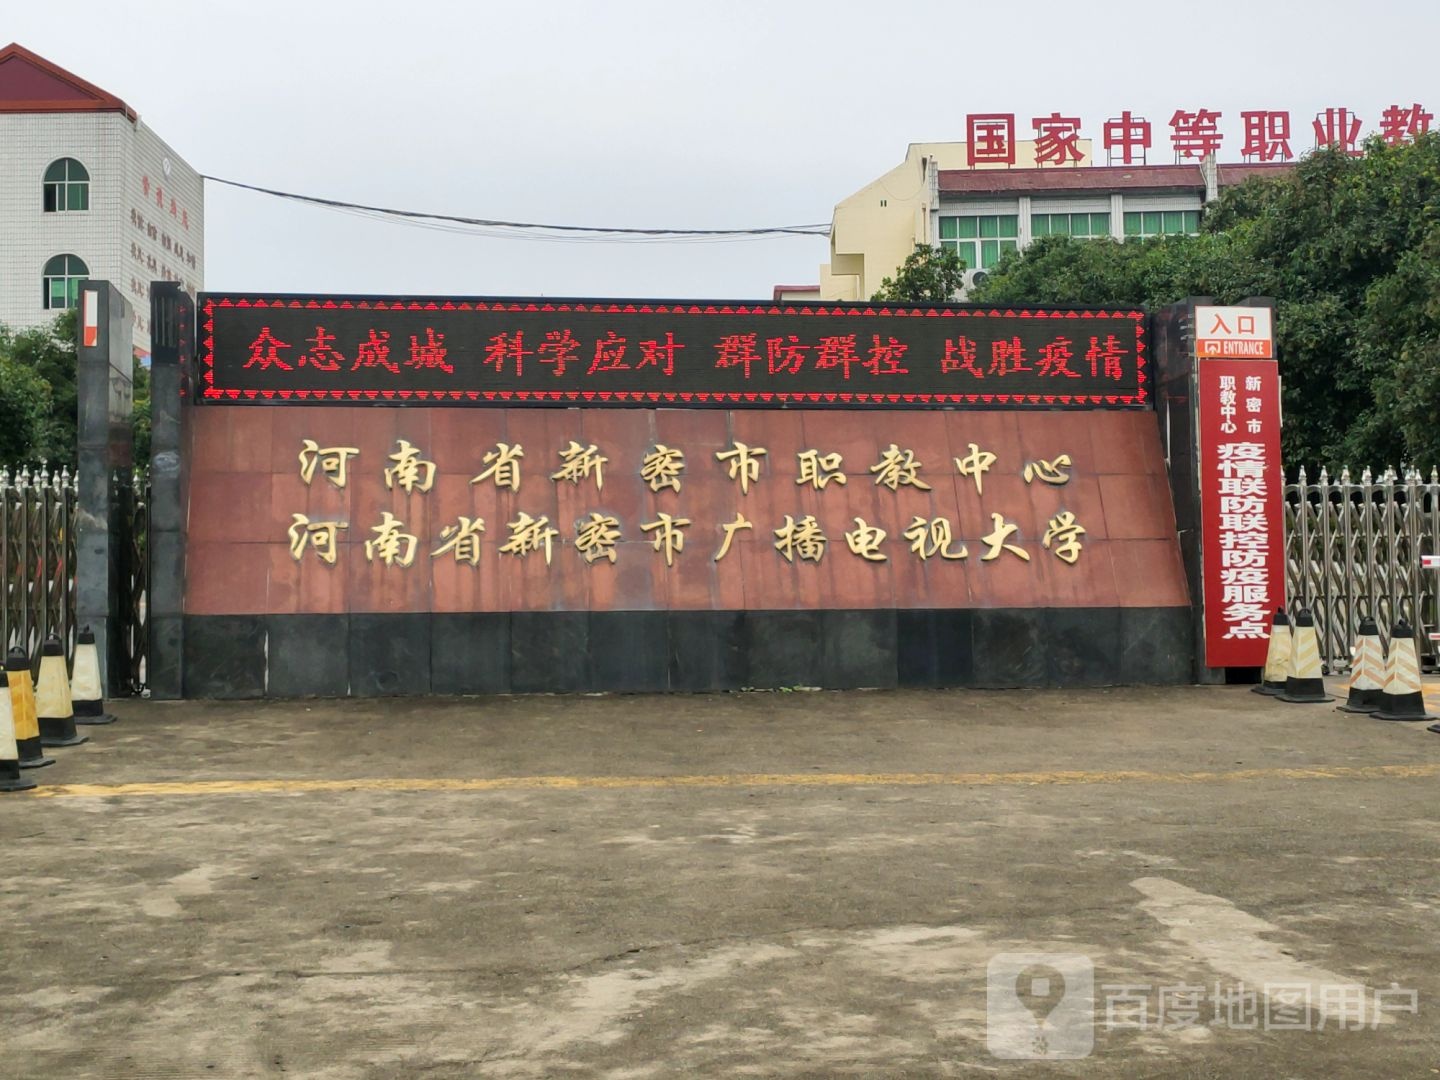 国家中等职业教
众志成城 科学应对 群防群控 战胜疫情
河南省新密市职教中心
河南省新密市广播电视大学
入口
ENTRANCE
新密市
职教中心
疫情联防联控防疫服务点
百度地图用户